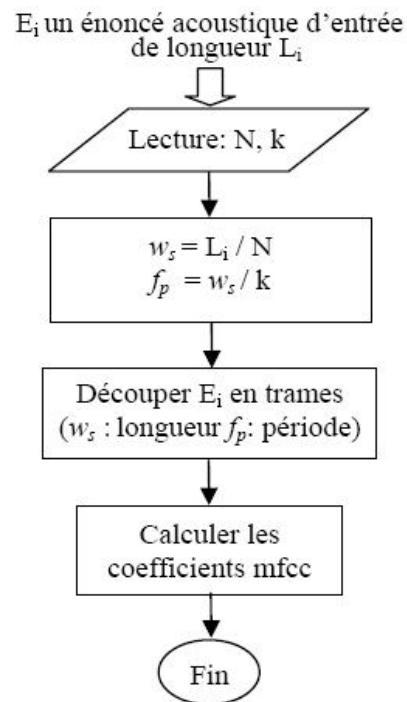 Eᵢ un énoncé acoustique d’entrée
de longueur Lᵢ
Lecture: N, k
wₛ = Lᵢ / N
fₚ = wₛ / k
Découper Eᵢ en trames
(wₛ : longueur fₚ: période)
Calculer les
coefficients mfcc
Fin